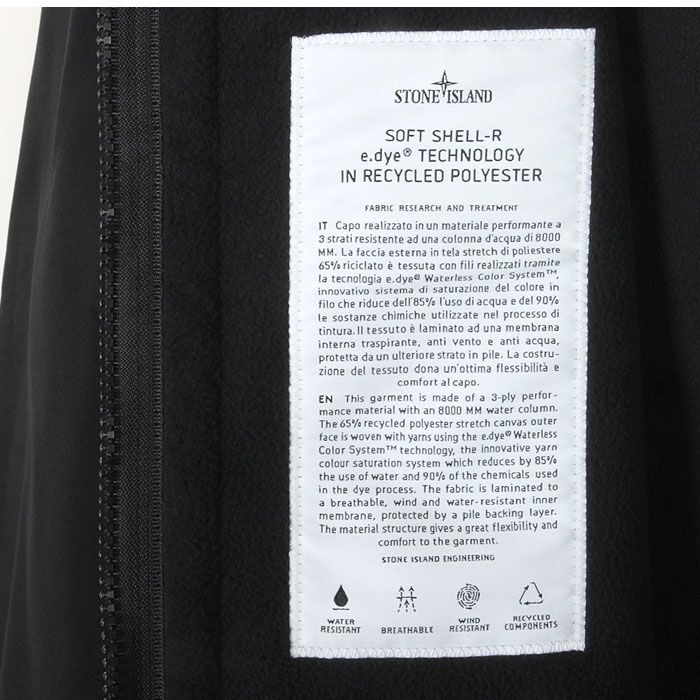 STONE ISLAND
SOFT SHELL-R
e.dye® TECHNOLOGY
IN RECYCLED POLYESTER
FABRIC RESEARCH AND TREATMENT
IT Capo realizzato in un materiale performante a
3 strati resistente ad una colonna d'acqua di 8000
MM. La faccia esterna in tela stretch di poliestere
65% riciclato è tessuta con fili realizzati tramite
la tecnologia e.dye® Waterless Color System™,
innovativo sistema di saturazione del colore in
filo che riduce dell'85% l'uso di acqua e del 90%
le sostanze chimiche utilizzate nel processo di
tintura. Il tessuto è laminato ad una membrana
interna traspirante, anti vento e anti acqua,
protetta da un ulteriore strato in pile. La costru-
zione del tessuto dona un'ottima flessibilità e
comfort al capo.
EN This garment is made of a 3-ply perfor-
mance material with an 8000 MM water column.
The 65% recycled polyester stretch canvas outer
face is woven with yarns using the e.dye® Waterless
Color System™ technology, the innovative yarn
colour saturation system which reduces by 85%
the use of water and 90% of the chemicals used
in the dye process. The fabric is laminated to
a breathable, wind and water-resistant inner
membrane, protected by a pile backing layer.
The material structure gives a great flexibility and
comfort to the garment.
STONE ISLAND ENGINEERING
WATER
RESISTANT
BREATHABLE
WIND
RESISTANT
RECYCLED
COMPONENTS